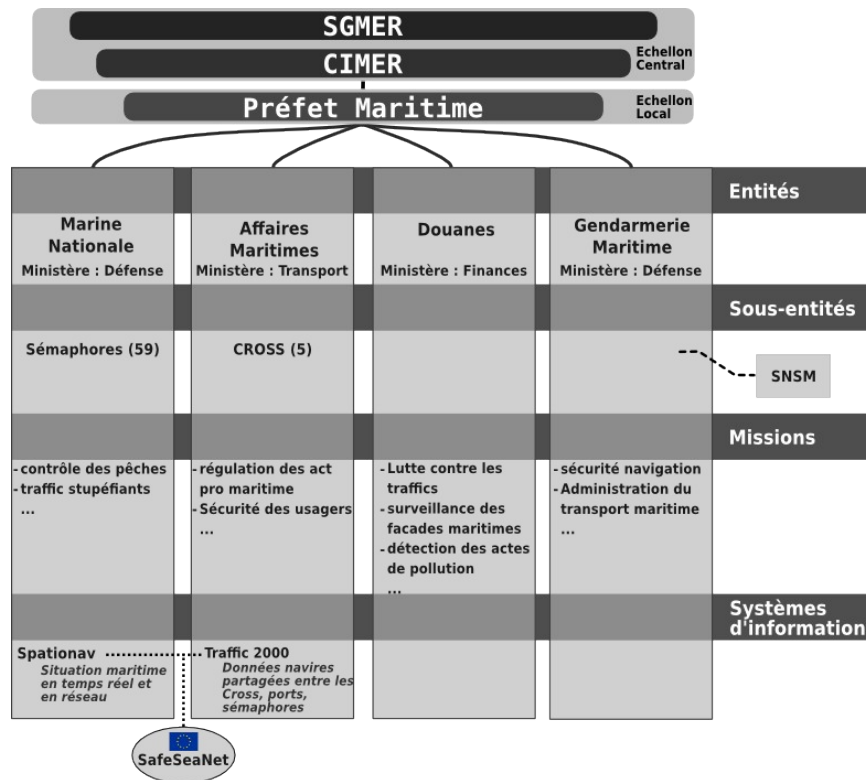 SGMER
CIMER
Echellon
Central
Préfet Maritime
Echellon
Local
Entités
Marine
Nationale
Ministère : Défense
Affaires
Maritimes
Ministère : Transport
Douanes
Ministère : Finances
Gendarmerie
Maritime
Ministère : Défense
Sous-entités
Sémaphores (59)
CROSS (5)
SNSM
Missions
- contrôle des pêches
- traffic stupéfiants
...
- régulation des act
pro maritime
- Sécurité des usagers
...
- Lutte contre les
traffics
- surveillance des
facades maritimes
- détection des actes
de pollution
...
- sécurité navigation
- Administration du
transport maritime
...
Systèmes
d'information
Spationav
Situation maritime
en temps réel et
en réseau
Traffic 2000
Données navires
partagées entre les
Cross, ports,
sémaphores
SafeSeaNet